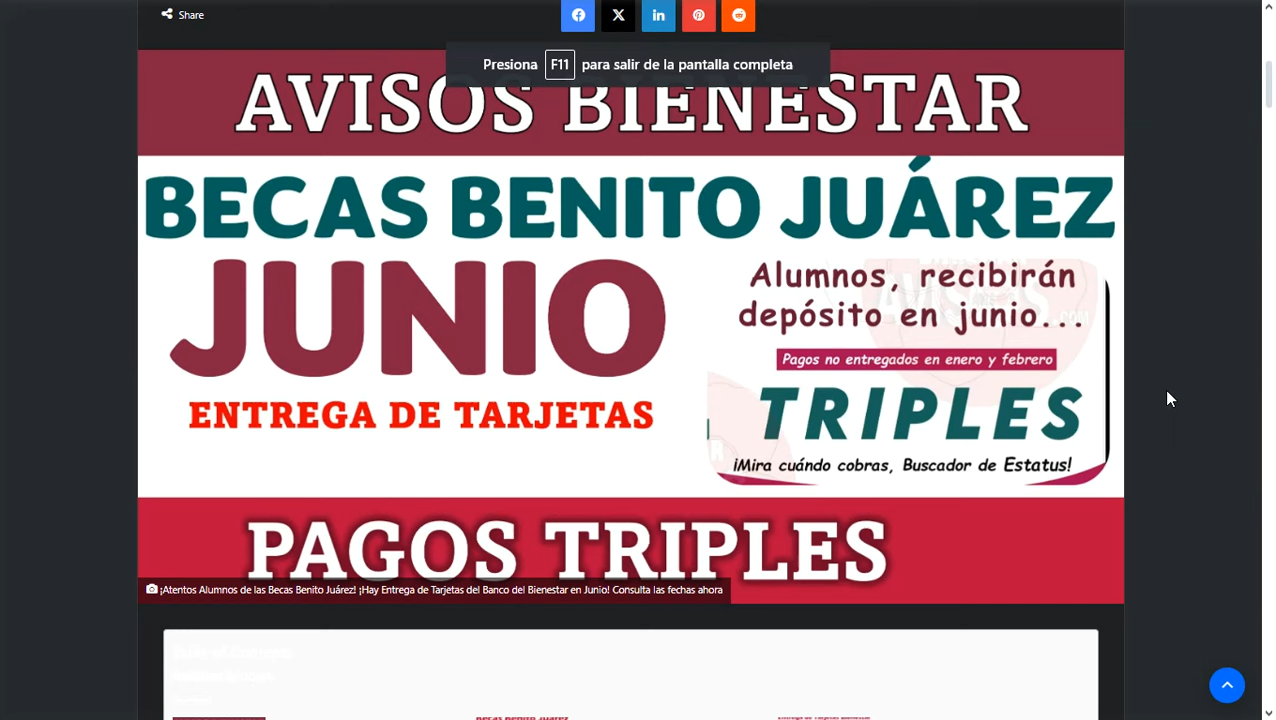 Share
Presiona F11 para salir de la pantalla completa
AVISOS BIENESTAR
BECAS BENITO JUÁREZ
JUNIO
ENTREGA DE TARJETAS
Alumnos, recibirán
depósito en junio...
Pagos no entregados en enero y febrero
TRIPLES
¡Mira cuándo cobras, Buscador de Estatus!
PAGOS TRIPLES
¡Atentos Alumnos de las Becas Benito Juárez! ¡Hay Entrega de Tarjetas del Banco del Bienestar en Junio! Consulta las fechas ahora